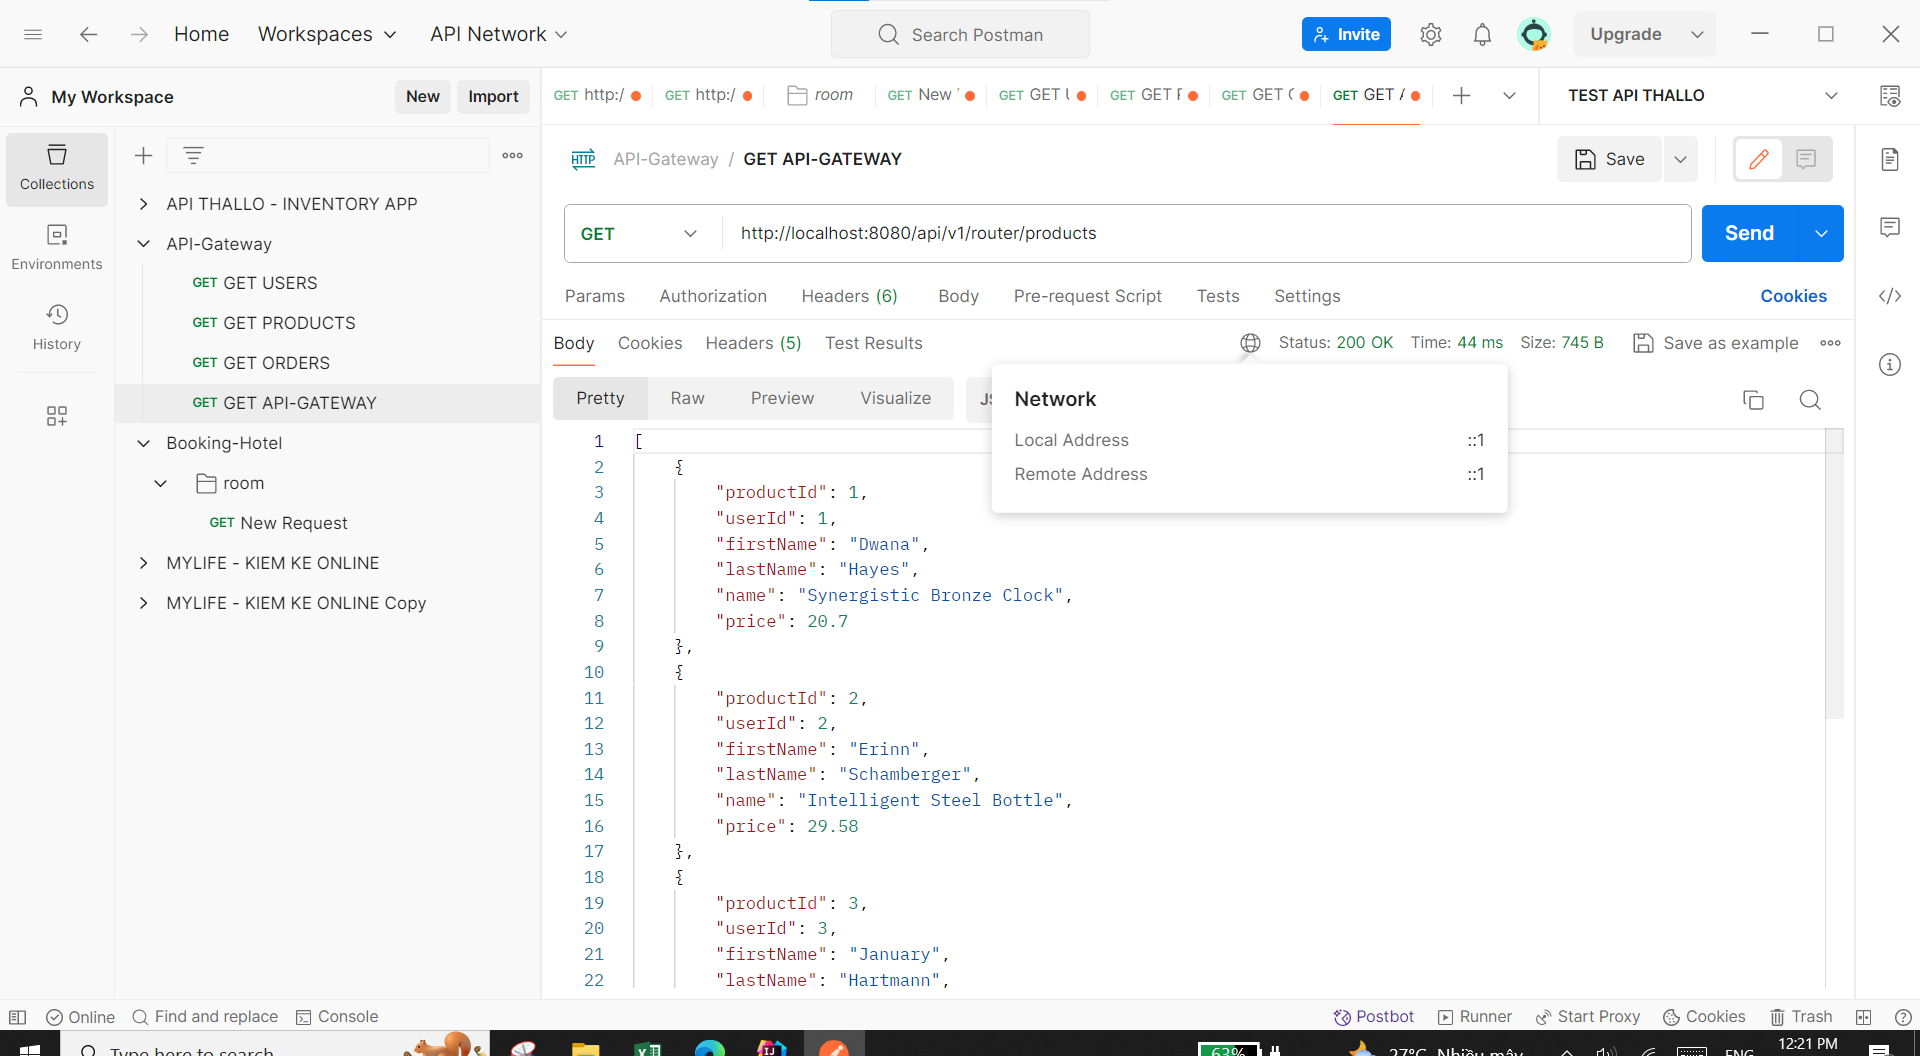 Home
Workspaces
API Network
Search Postman
Invite
Upgrade
My Workspace
New
Import
GET http:/
GET http:/
room
GET New
GET GET
GET GET
GET GET
GET GET
TEST API THALLO
Collections
Environments
History
API THALLO - INVENTORY APP
API-Gateway
GET GET USERS
GET GET PRODUCTS
GET GET ORDERS
GET GET API-GATEWAY
Booking-Hotel
room
GET New Request
MYLIFE - KIEM KE ONLINE
MYLIFE - KIEM KE ONLINE Copy
HTTP API-Gateway / GET API-GATEWAY
Save
GET
http://localhost:8080/api/v1/router/products
Send
Params
Authorization
Headers (6)
Body
Pre-request Script
Tests
Settings
Cookies
Body
Cookies
Headers (5)
Test Results
Status: 200 OK
Time: 44 ms
Size: 745 B
Save as example
Pretty
Raw
Preview
Visualize
Network
Local Address ::1
Remote Address ::1
1 [
2 {
3 "productId": 1,
4 "userId": 1,
5 "firstName": "Dwana",
6 "lastName": "Hayes",
7 "name": "Synergistic Bronze Clock",
8 "price": 20.7
9 },
10 {
11 "productId": 2,
12 "userId": 2,
13 "firstName": "Erinn",
14 "lastName": "Schamberger",
15 "name": "Intelligent Steel Bottle",
16 "price": 29.58
17 },
18 {
19 "productId": 3,
20 "userId": 3,
21 "firstName": "January",
22 "lastName": "Hartmann",
Online
Find and replace
Console
Postbot
Runner
Start Proxy
Cookies
Trash
Type here to search
63%
27°C Nhiều mây
ENG
12:21 PM